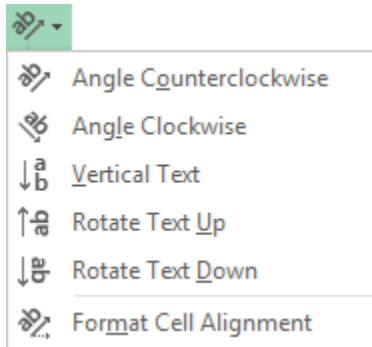 Angle Counterclockwise
Angle Clockwise
Vertical Text
Rotate Text Up
Rotate Text Down
Format Cell Alignment